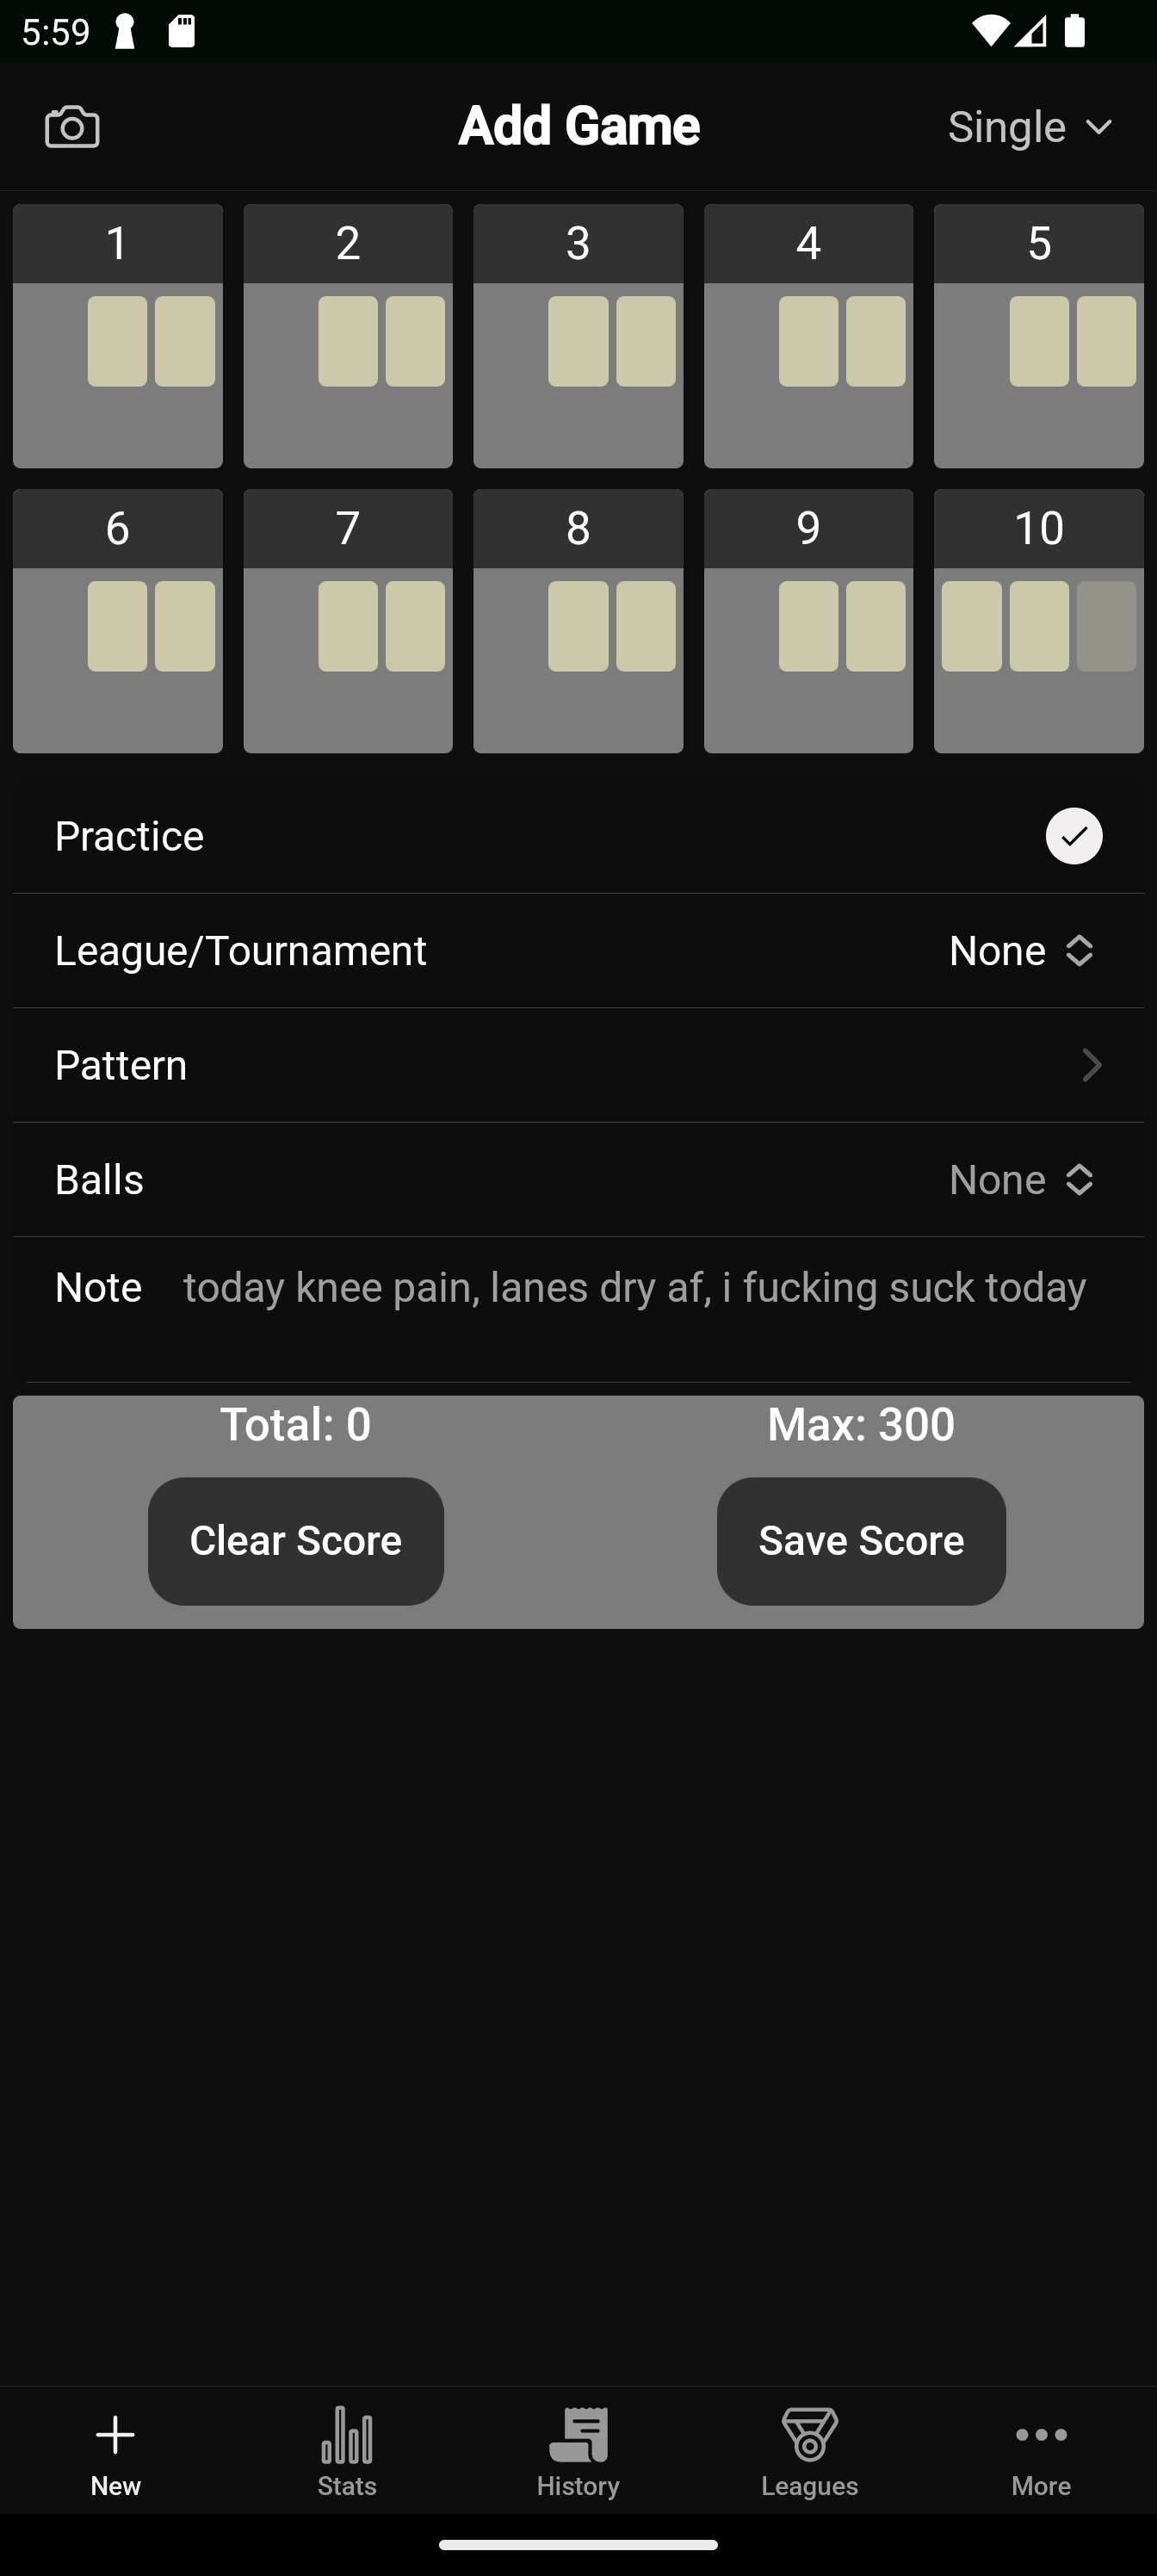 5:59
Add Game
Single
1 2 3 4 5
6 7 8 9 10
Practice
League/Tournament None
Pattern
Balls None
Note today knee pain, lanes dry af, i fucking suck today
Total: 0 Max: 300
Clear Score Save Score
New Stats History Leagues More